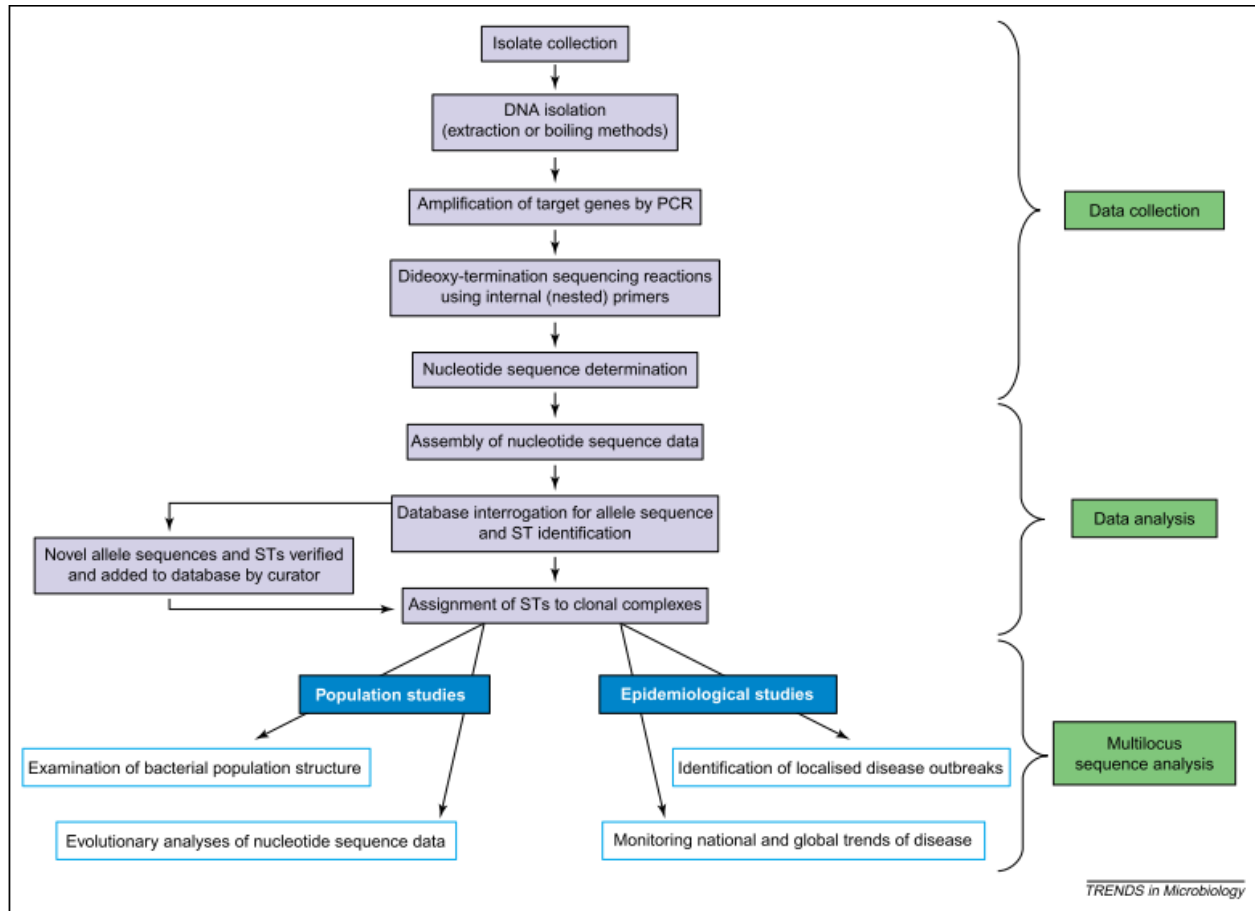 Isolate collection
DNA isolation
(extraction or boiling methods)
Amplification of target genes by PCR
Data collection
Dideoxy-termination sequencing reactions
using internal (nested) primers
Nucleotide sequence determination
Assembly of nucleotide sequence data
Database interrogation for allele sequence
and ST identification
Data analysis
Novel allele sequences and STs verified
and added to database by curator
Assignment of STs to clonal complexes
Population studies
Epidemiological studies
Multilocus
sequence analysis
Examination of bacterial population structure
Identification of localised disease outbreaks
Evolutionary analyses of nucleotide sequence data
Monitoring national and global trends of disease
TRENDS in Microbiology